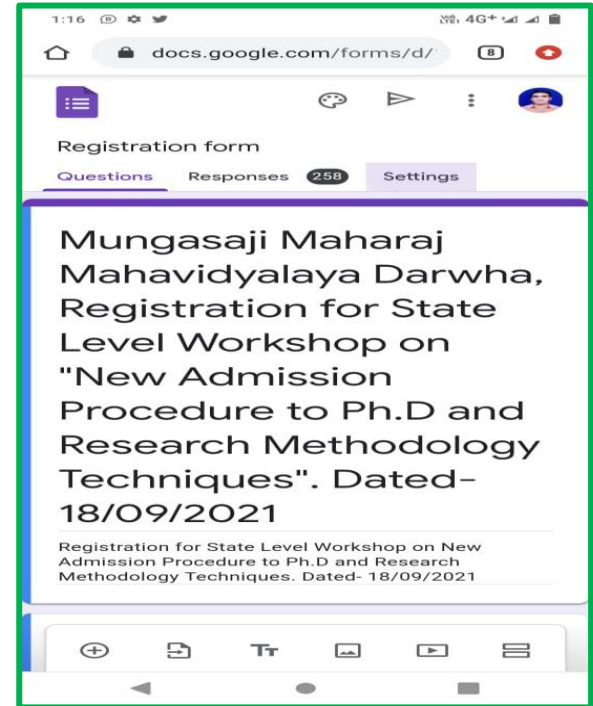 1:16
4G+
docs.google.com/forms/d/
8
Registration form
Questions Responses 258 Settings
Mungasaji Maharaj
Mahavidyalaya Darwha,
Registration for State
Level Workshop on
"New Admission
Procedure to Ph.D and
Research Methodology
Techniques". Dated-
18/09/2021
Registration for State Level Workshop on New
Admission Procedure to Ph.D and Research
Methodology Techniques. Dated- 18/09/2021
Tт